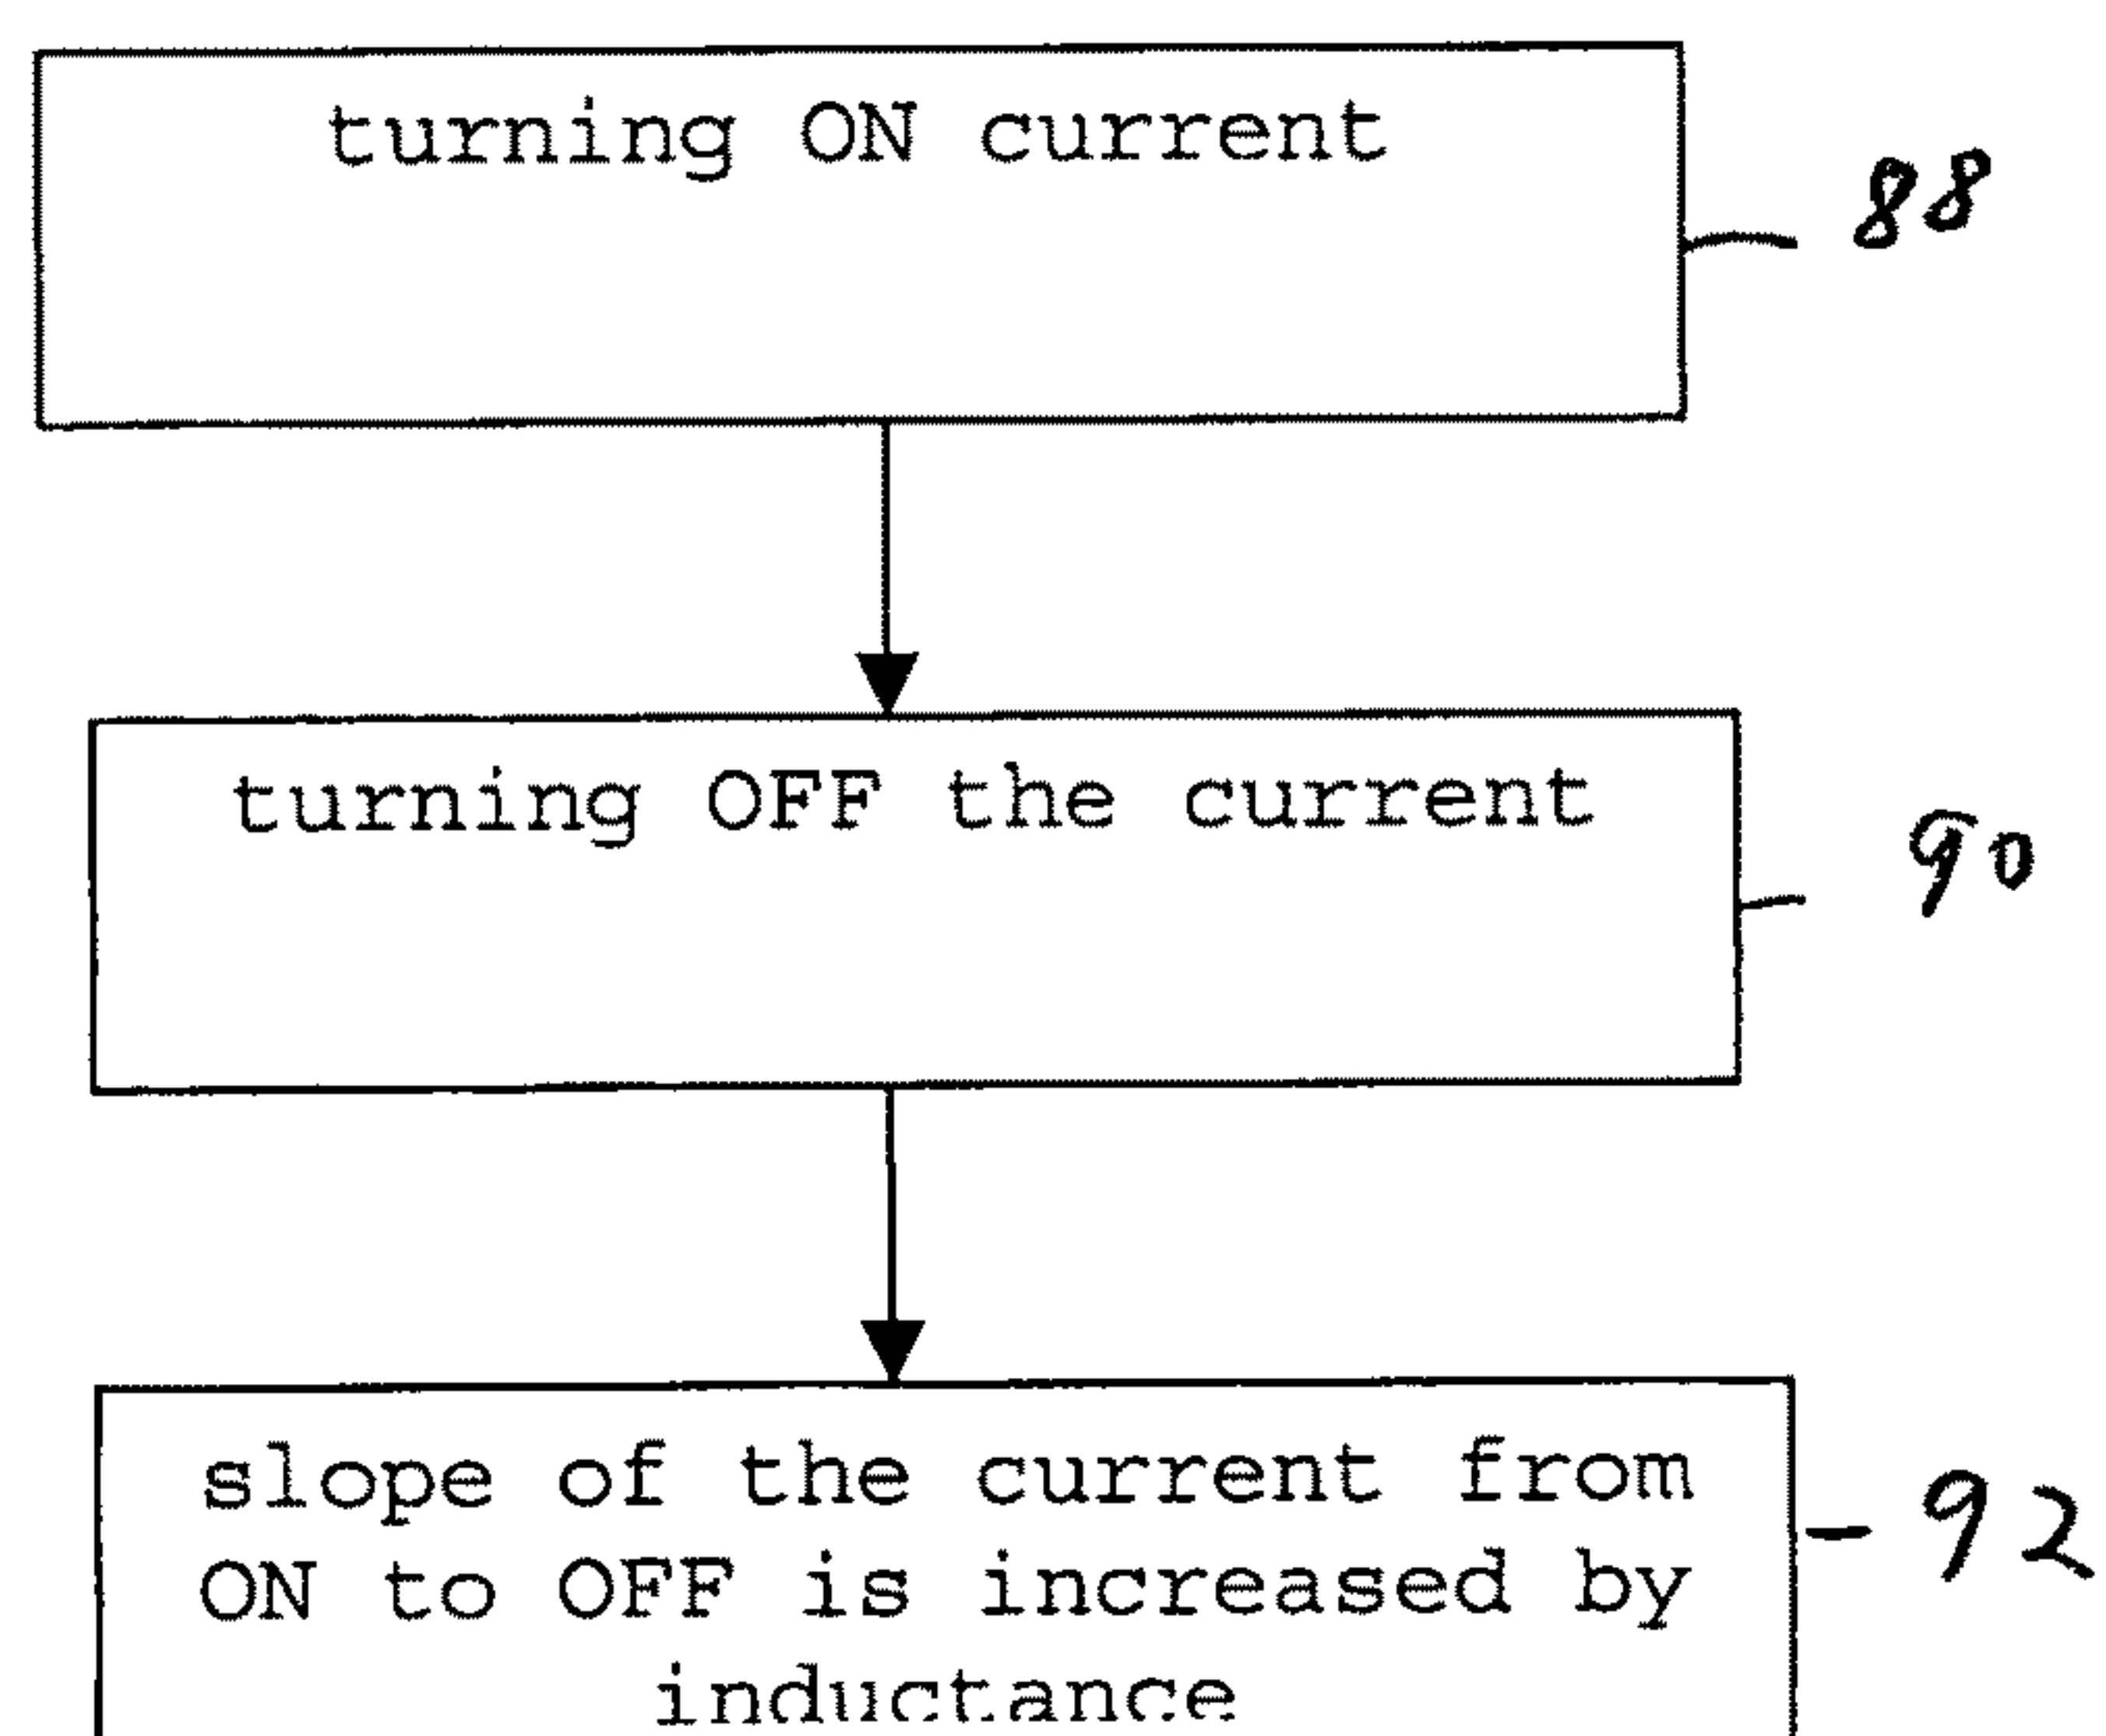 turning ON current
88
turning OFF the current
90
slope of the current from
ON to OFF is increased by
inductance
92